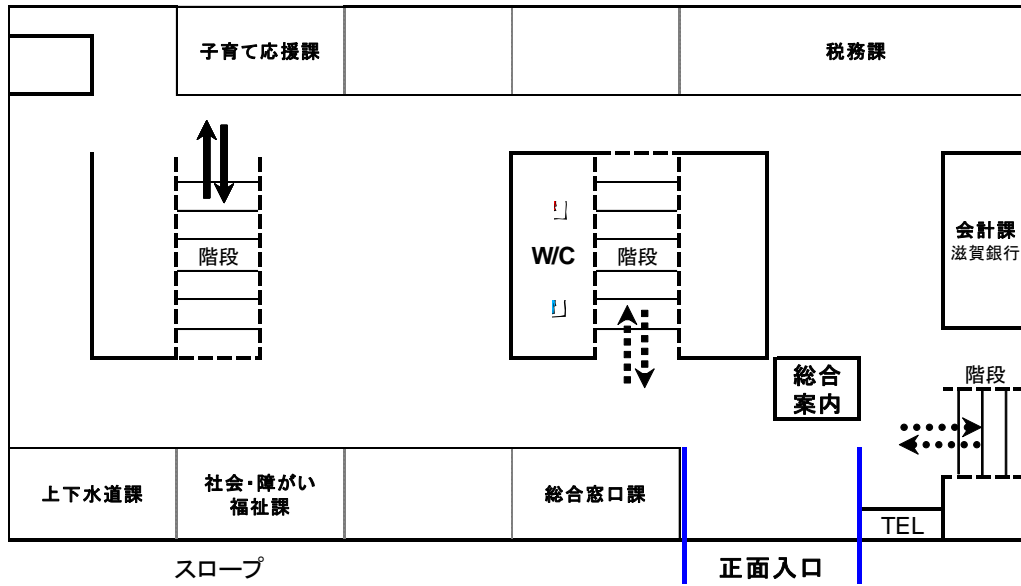 子育て応援課
税務課
階段
W/C
階段
会計課
滋賀銀行
総合
案内
階段
上下水道課
社会・障がい
福祉課
総合窓口課
TEL
スロープ
正面入口